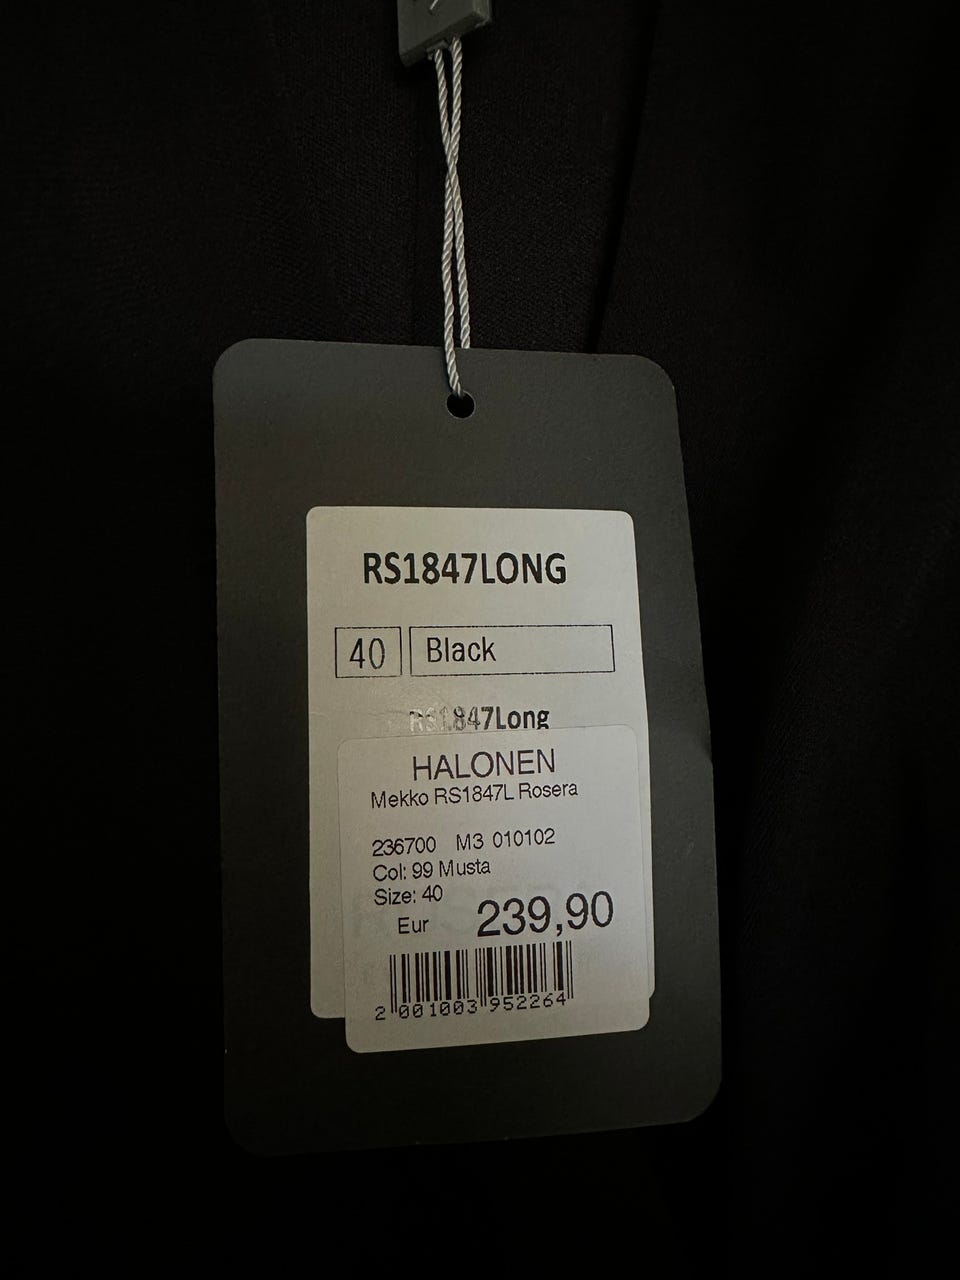 RS1847LONG
40 Black
RS1847Long
HALONEN
Mekko RS1847L Rosera
236700 M3 010102
Col: 99 Musta
Size: 40
Eur 239,90
2 001003 952264